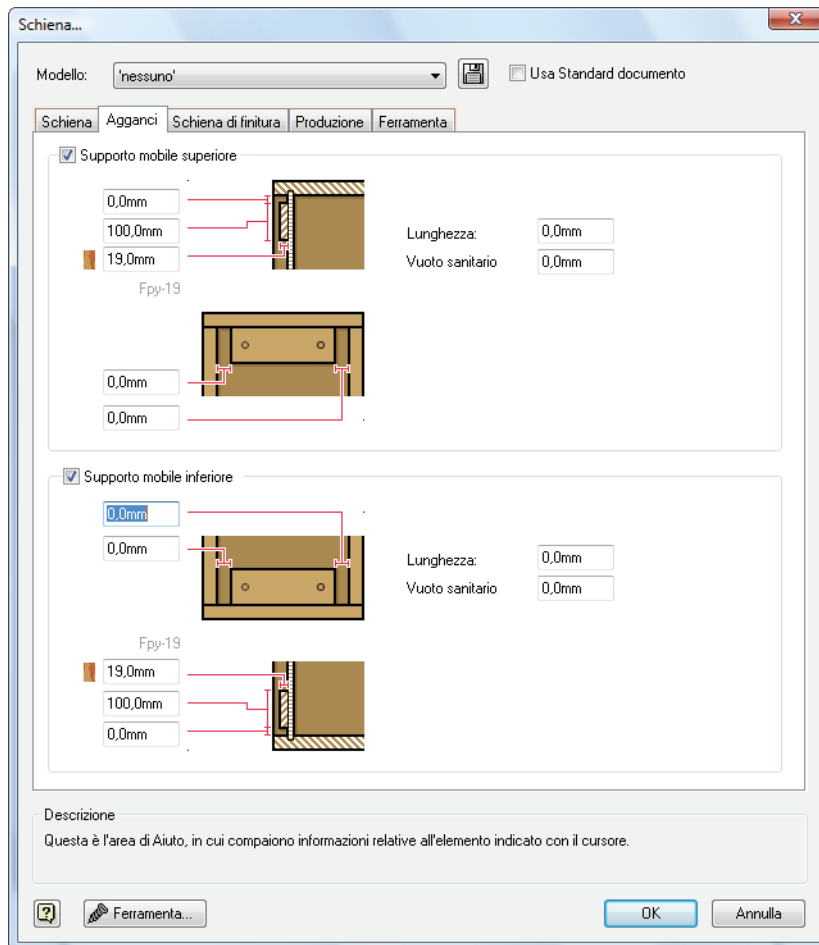 Schiena...
Modello: 'nessuno' Usa Standard documento
Schiena Agganci Schiena di finitura Produzione Ferramenta
Supporto mobile superiore
0,0mm
100,0mm
19,0mm
Fpy-19
Lunghezza: 0,0mm
Vuoto sanitario 0,0mm
0,0mm
0,0mm
Supporto mobile inferiore
0,0mm
0,0mm
Lunghezza: 0,0mm
Vuoto sanitario 0,0mm
Fpy-19
19,0mm
100,0mm
0,0mm
Descrizione
Questa è l'area di Aiuto, in cui compaiono informazioni relative all'elemento indicato con il cursore.
? Ferramenta... OK Annulla